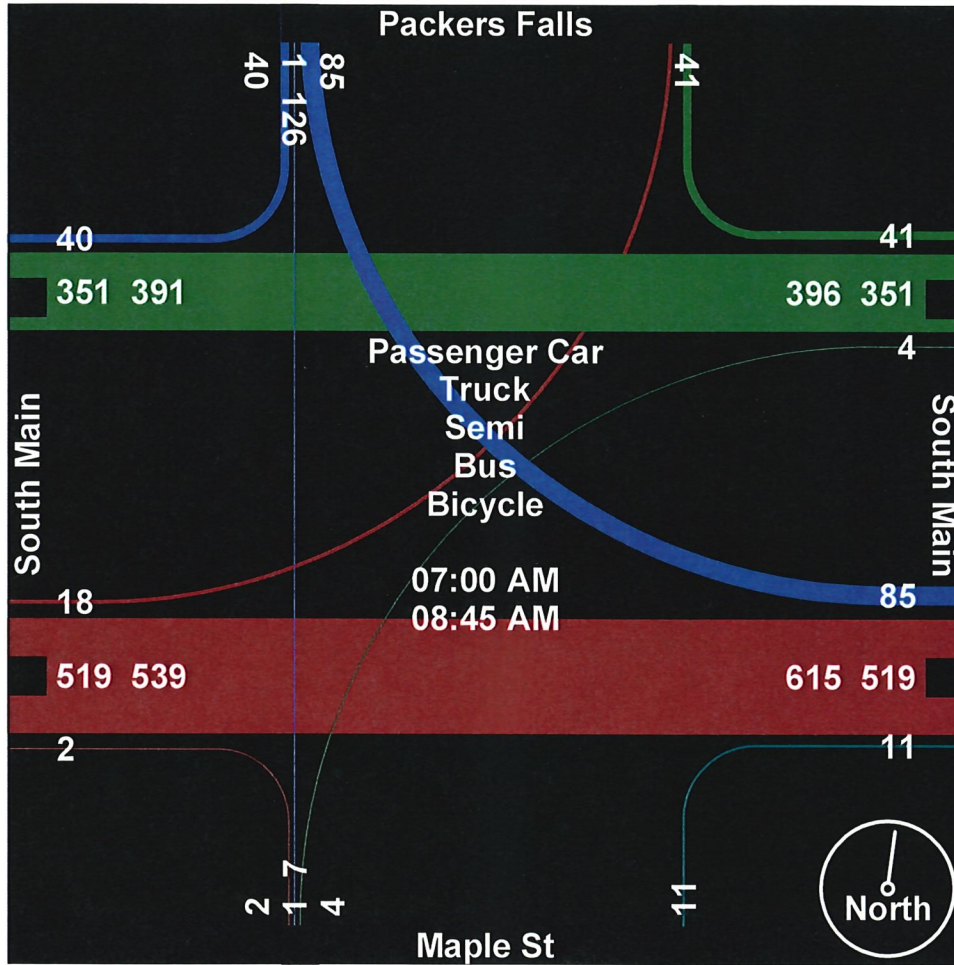 Packers Falls
40
1
85
126
41
40
41
351 391
396 351
4
Passenger Car
Truck
Semi
Bus
Bicycle
South Main
South Main
07:00 AM
08:45 AM
18
85
519 539
615 519
2
11
7
2
1
4
11
North
Maple St